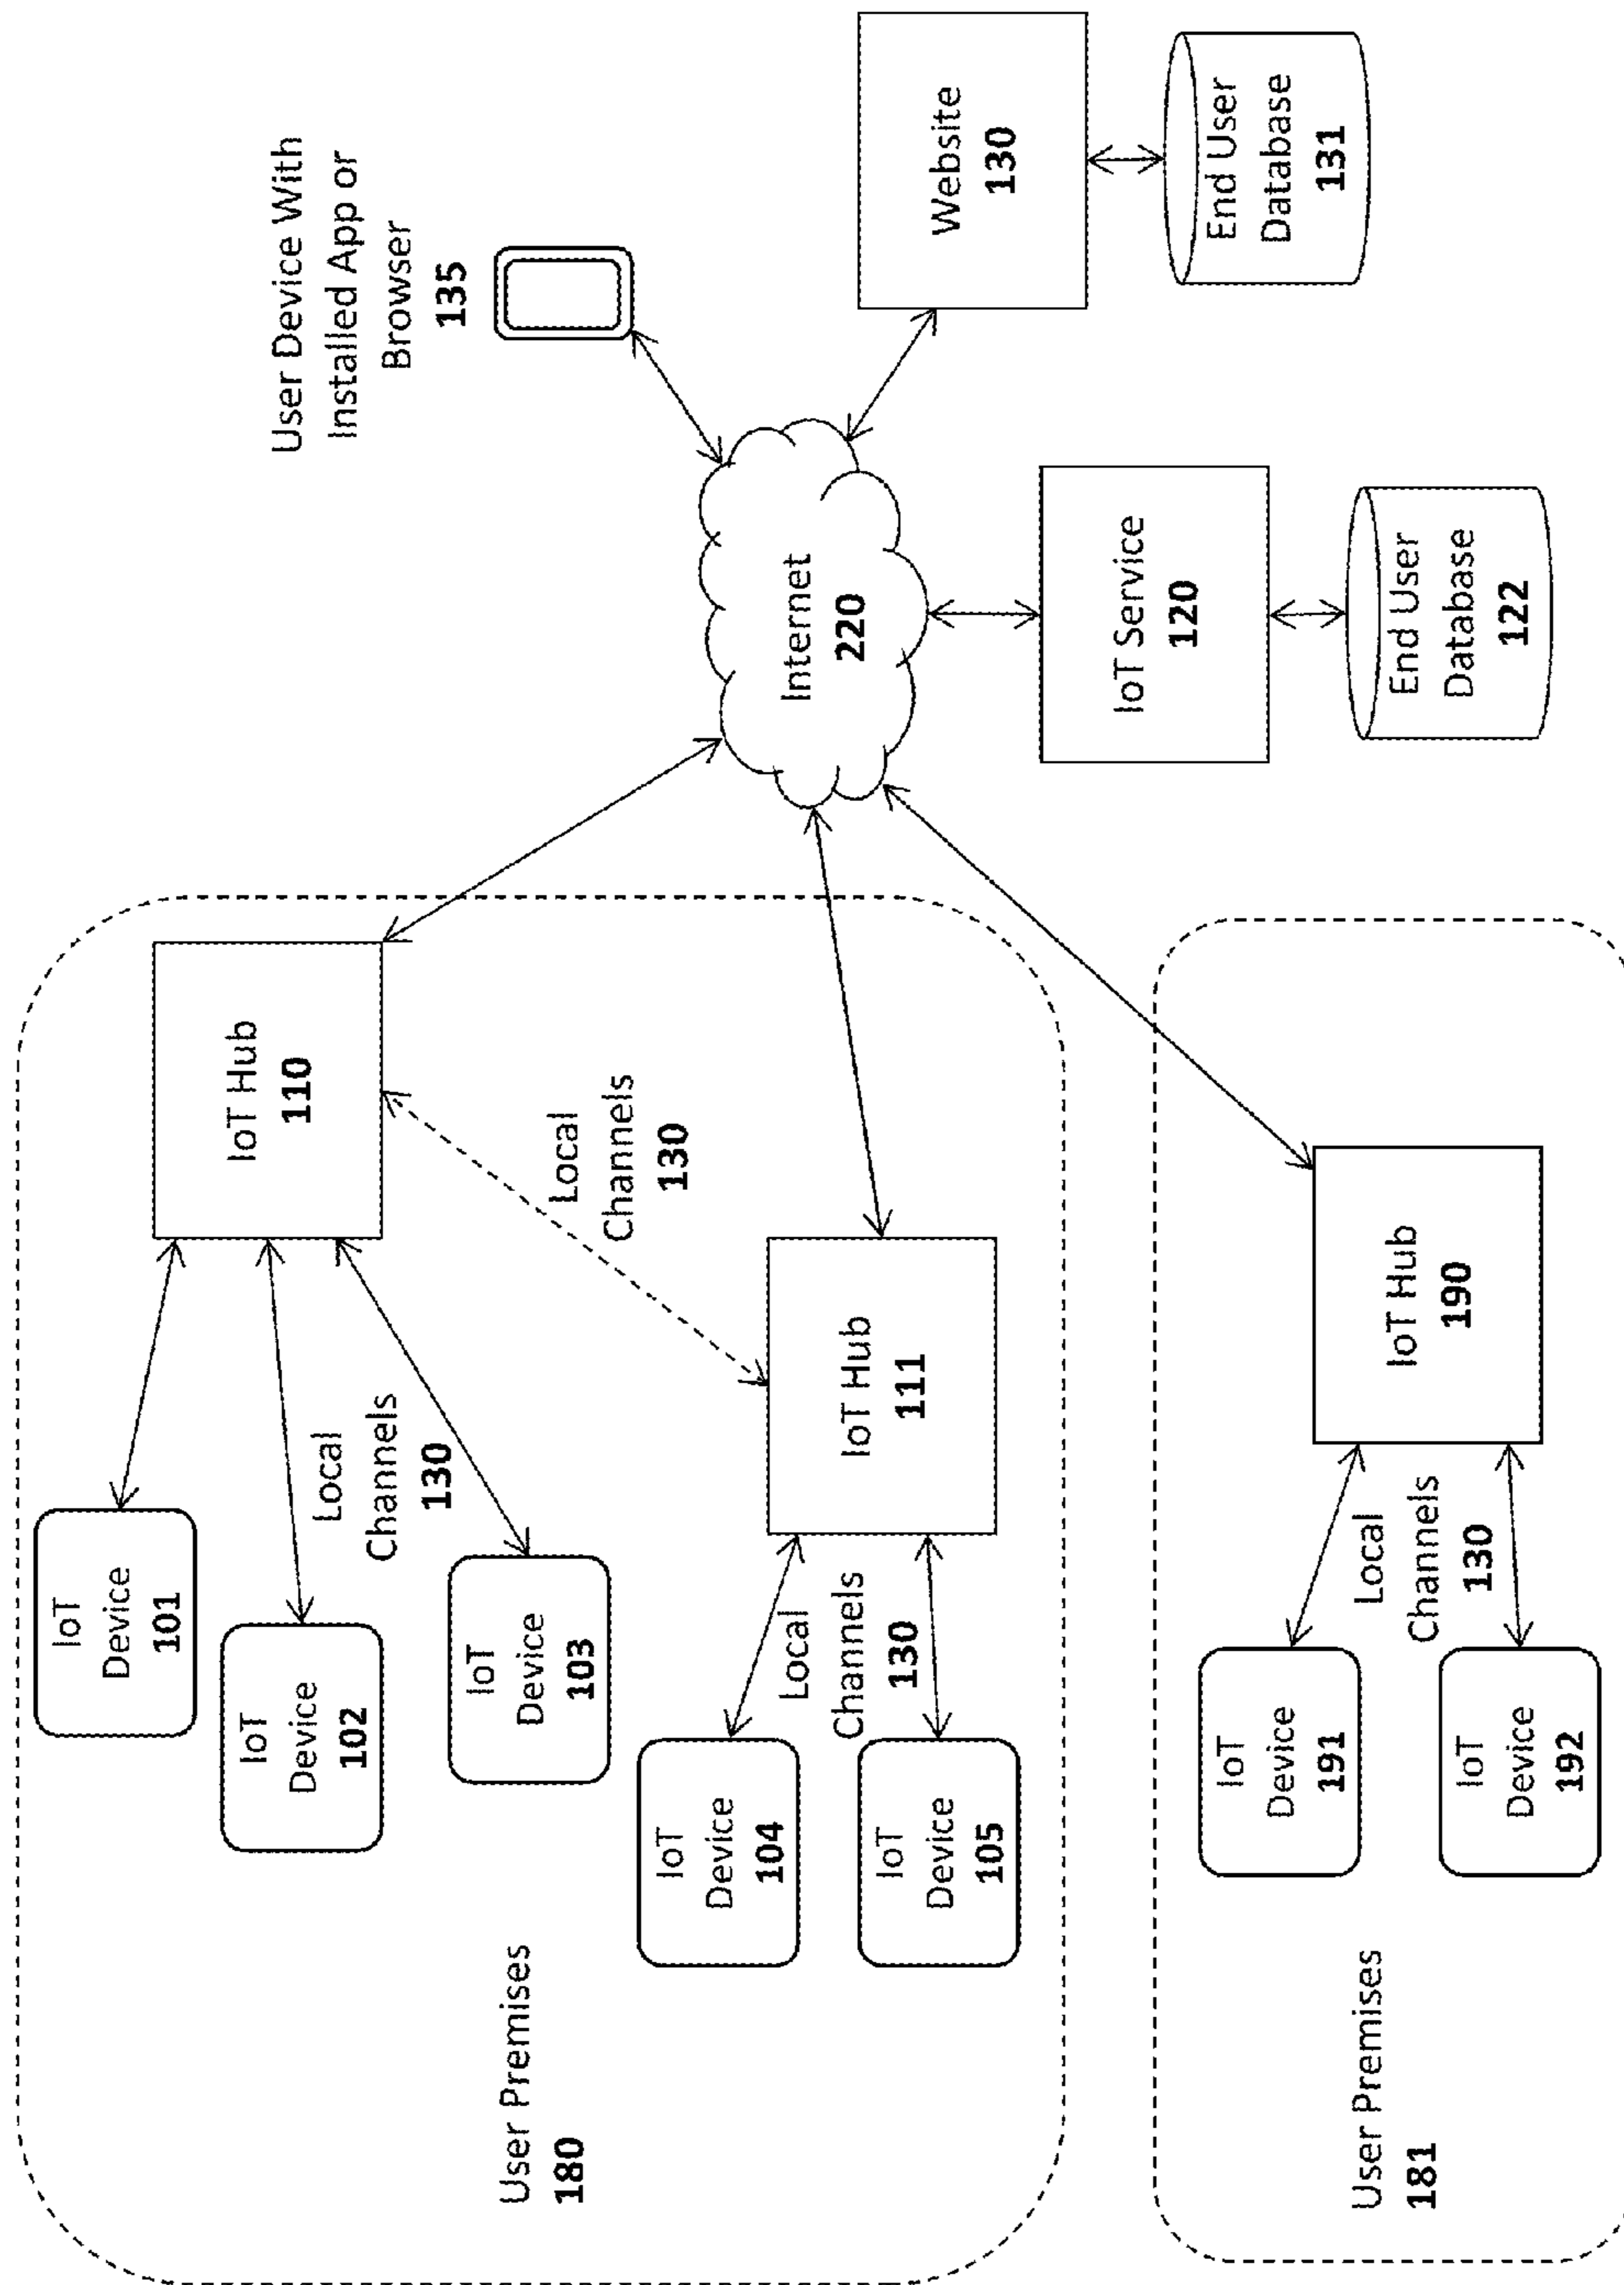 User Premises
180
IoT
Device
101
IoT
Device
102
IoT
Device
103
Local
Channels
130
IoT Hub
110
Local
Channels
130
IoT
Device
104
IoT
Device
105
Local
Channels
130
IoT Hub
111
User Premises
181
IoT
Device
191
IoT
Device
192
Local
Channels
130
IoT Hub
190
User Device With
Installed App or
Browser
135
Internet
220
IoT Service
120
End User
Database
122
Website
130
End User
Database
131